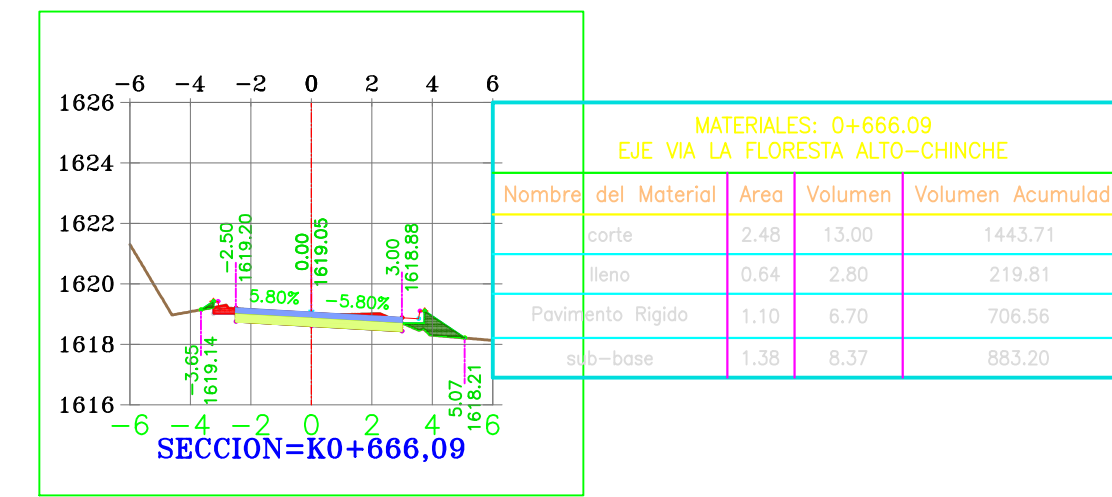 −6 −4 −2 0 2 4 6
1626
1624
1622
1620
1618
1616
−2.50
1619.20
0.00
1619.05
3.00
1618.88
5.80%
−5.80%
−3.65
1619.14
5.07
1618.21
−6 −4 −2 0 2 4 6
SECCION=K0+666,09
MATERIALES: 0+666.09
EJE VIA LA FLORESTA ALTO−CHINCHE
Nombre del Material Area Volumen Volumen Acumulad
corte 2.48 13.00 1443.71
lleno 0.64 2.80 219.81
Pavimento Rigido 1.10 6.70 706.56
sub−base 1.38 8.37 883.20